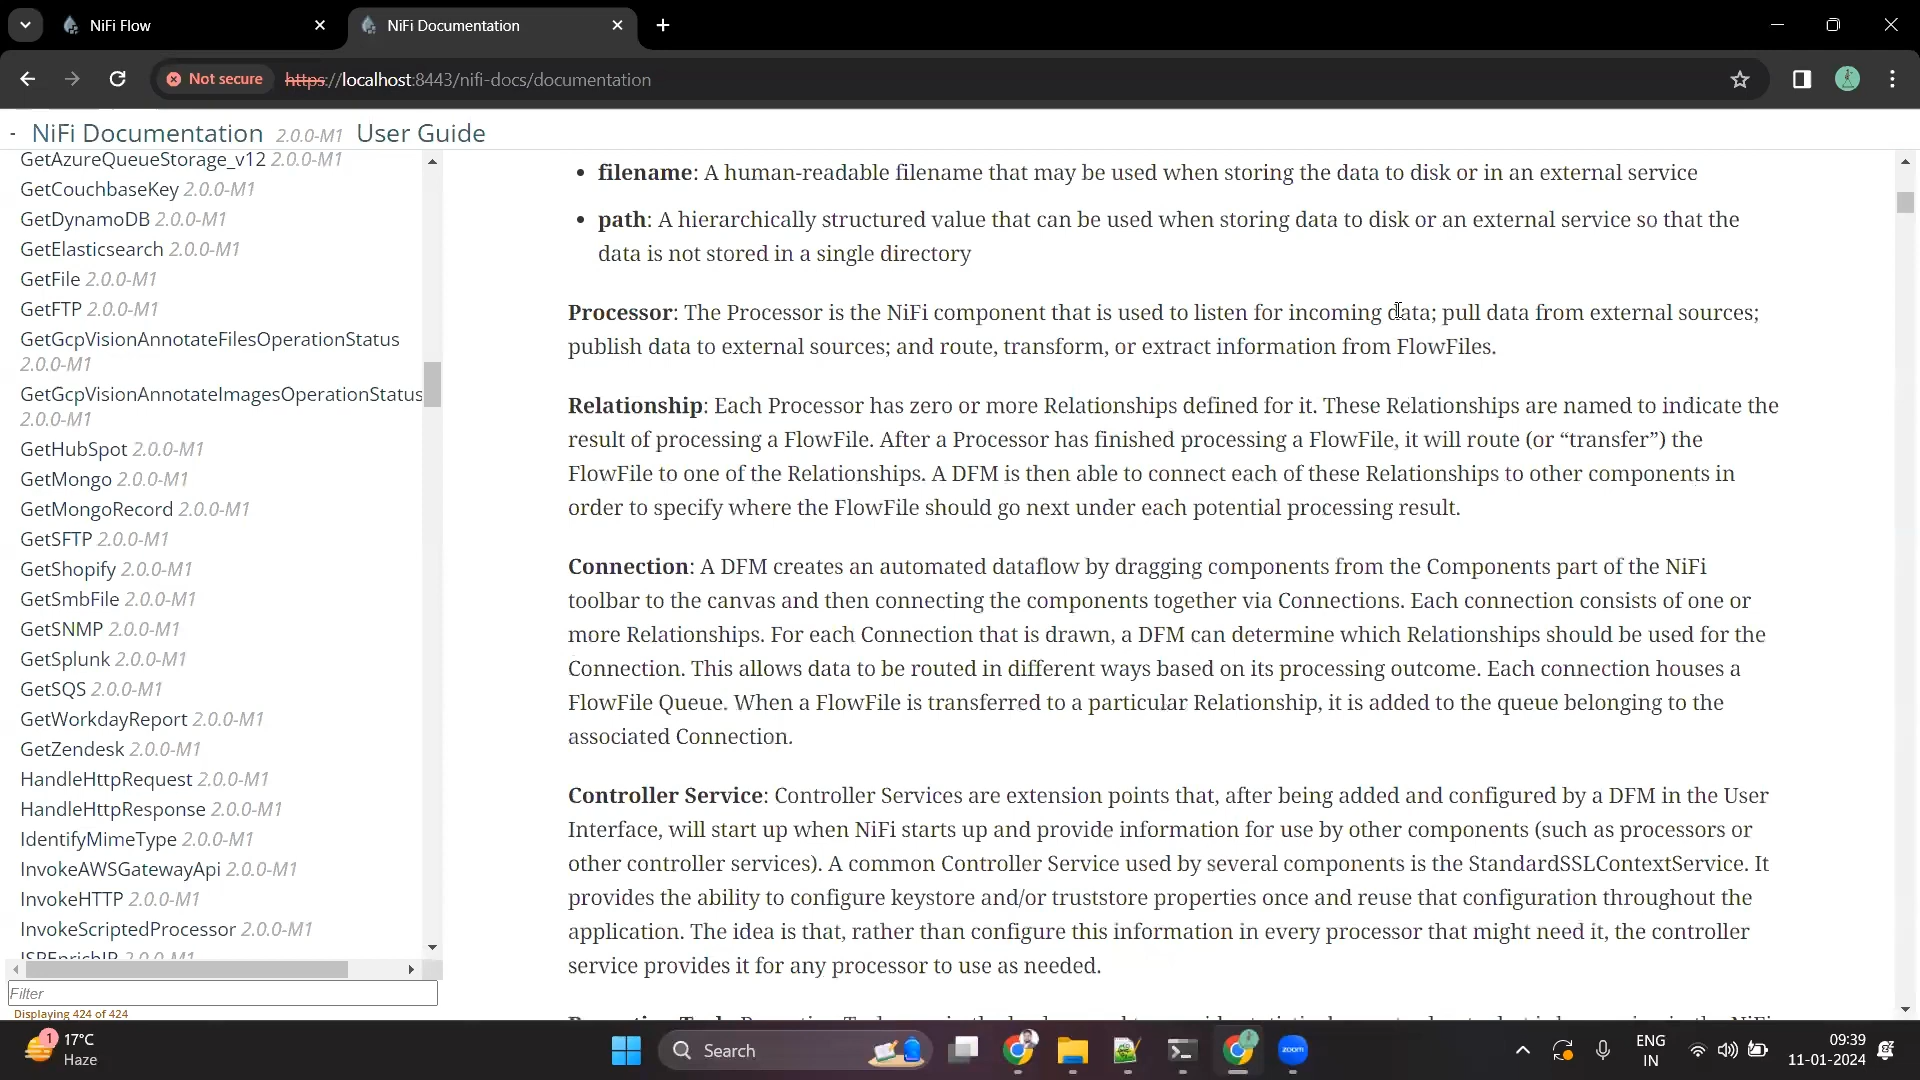 NiFi Flow
NiFi Documentation
Not secure
https://localhost:8443/nifi-docs/documentation
- NiFi Documentation 2.0.0-M1 User Guide
GetAzureQueueStorage_v12 2.0.0-M1
GetCouchbaseKey 2.0.0-M1
GetDynamoDB 2.0.0-M1
GetElasticsearch 2.0.0-M1
GetFile 2.0.0-M1
GetFTP 2.0.0-M1
GetGcpVisionAnnotateFilesOperationStatus
2.0.0-M1
GetGcpVisionAnnotateImagesOperationStatus
2.0.0-M1
GetHubSpot 2.0.0-M1
GetMongo 2.0.0-M1
GetMongoRecord 2.0.0-M1
GetSFTP 2.0.0-M1
GetShopify 2.0.0-M1
GetSmbFile 2.0.0-M1
GetSNMP 2.0.0-M1
GetSplunk 2.0.0-M1
GetSQS 2.0.0-M1
GetWorkdayReport 2.0.0-M1
GetZendesk 2.0.0-M1
HandleHttpRequest 2.0.0-M1
HandleHttpResponse 2.0.0-M1
IdentifyMimeType 2.0.0-M1
InvokeAWSGatewayApi 2.0.0-M1
InvokeHTTP 2.0.0-M1
InvokeScriptedProcessor 2.0.0-M1
ISPEnrichIP 2.0.0-M1
Filter
Displaying 424 of 424
• filename: A human-readable filename that may be used when storing the data to disk or in an external service
• path: A hierarchically structured value that can be used when storing data to disk or an external service so that the
data is not stored in a single directory
Processor: The Processor is the NiFi component that is used to listen for incoming data; pull data from external sources;
publish data to external sources; and route, transform, or extract information from FlowFiles.
Relationship: Each Processor has zero or more Relationships defined for it. These Relationships are named to indicate the
result of processing a FlowFile. After a Processor has finished processing a FlowFile, it will route (or “transfer”) the
FlowFile to one of the Relationships. A DFM is then able to connect each of these Relationships to other components in
order to specify where the FlowFile should go next under each potential processing result.
Connection: A DFM creates an automated dataflow by dragging components from the Components part of the NiFi
toolbar to the canvas and then connecting the components together via Connections. Each connection consists of one or
more Relationships. For each Connection that is drawn, a DFM can determine which Relationships should be used for the
Connection. This allows data to be routed in different ways based on its processing outcome. Each connection houses a
FlowFile Queue. When a FlowFile is transferred to a particular Relationship, it is added to the queue belonging to the
associated Connection.
Controller Service: Controller Services are extension points that, after being added and configured by a DFM in the User
Interface, will start up when NiFi starts up and provide information for use by other components (such as processors or
other controller services). A common Controller Service used by several components is the StandardSSLContextService. It
provides the ability to configure keystore and/or truststore properties once and reuse that configuration throughout the
application. The idea is that, rather than configure this information in every processor that might need it, the controller
service provides it for any processor to use as needed.
1
17°C
Haze
Search
zoom
ENG
IN
09:39
11-01-2024